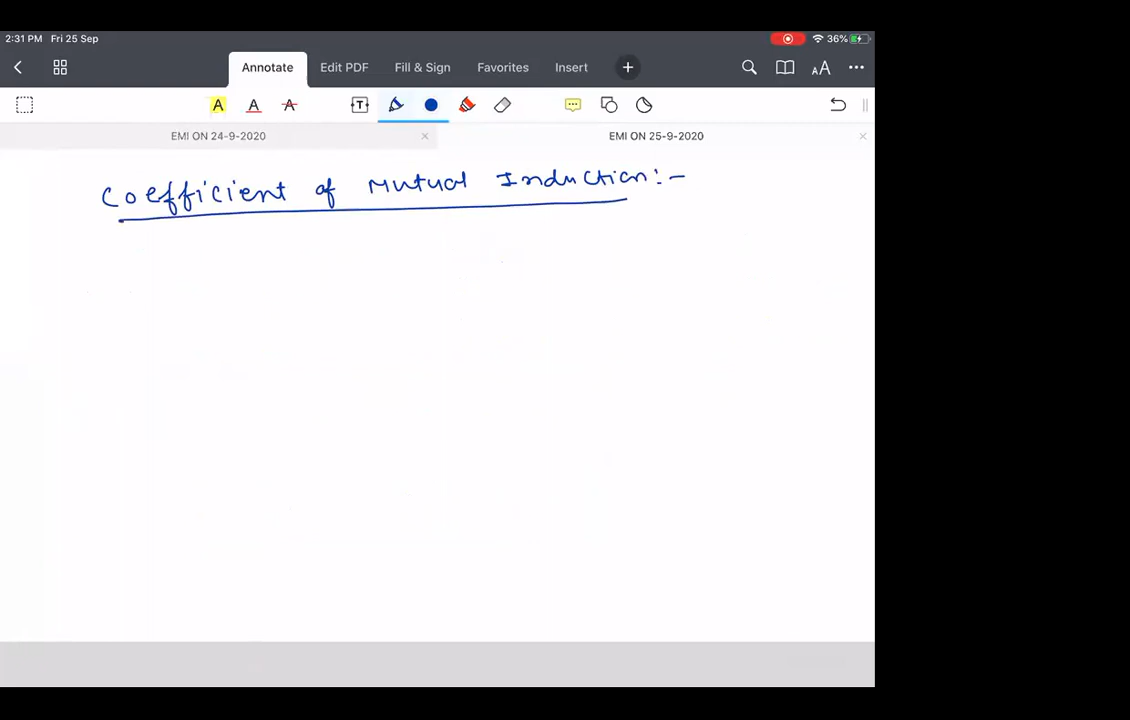 2:31 PM Fri 25 Sep 36%
Annotate Edit PDF Fill & Sign Favorites Insert
A A A T
EMI ON 24-9-2020 EMI ON 25-9-2020
Coefficient of Mutual Induction:-